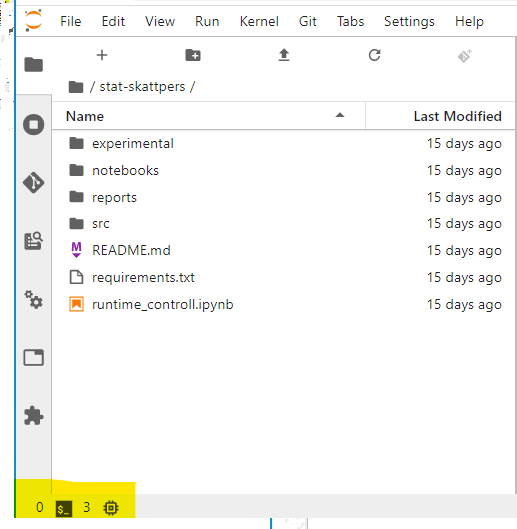 File Edit View Run Kernel Git Tabs Settings Help
/ stat-skattpers /
Name Last Modified
experimental 15 days ago
notebooks 15 days ago
reports 15 days ago
src 15 days ago
README.md 15 days ago
requirements.txt 15 days ago
runtime_controll.ipynb 15 days ago
0 $_ 3